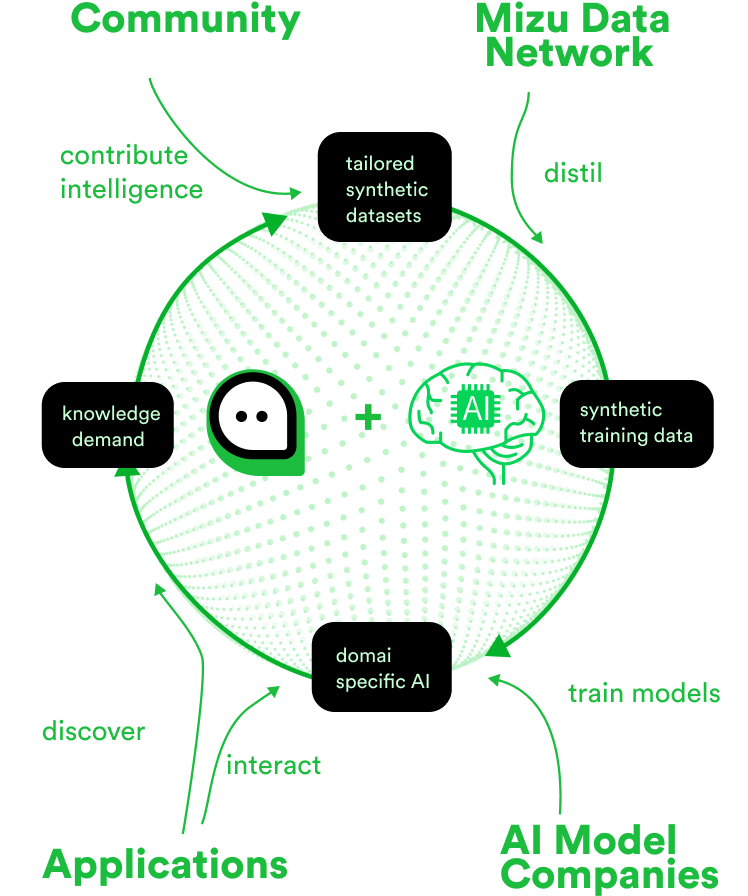 Community
Mizu Data
Network
contribute
intelligence
distil
tailored
synthetic
datasets
knowledge
demand
AI
synthetic
training data
domai
specific AI
train models
discover
interact
Applications
AI Model
Companies